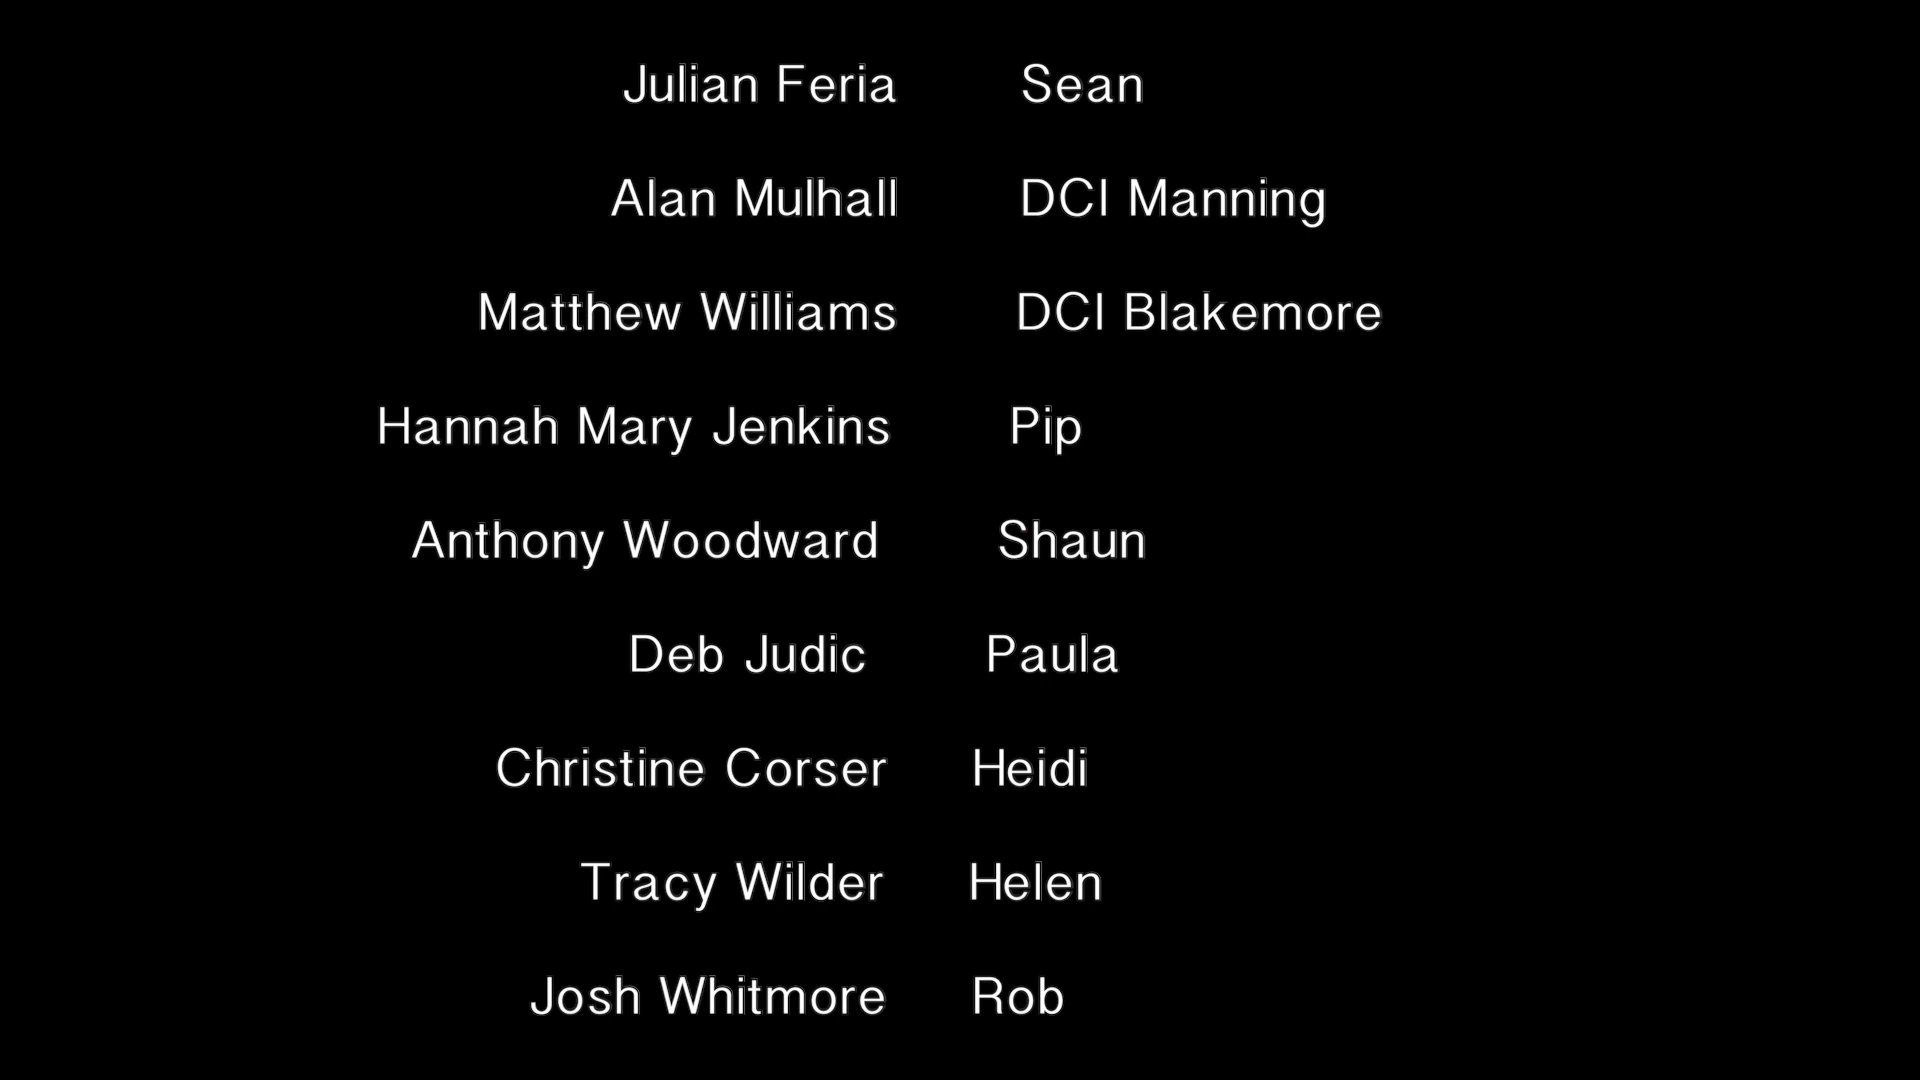 Julian Feria Sean
Alan Mulhall DCI Manning
Matthew Williams DCI Blakemore
Hannah Mary Jenkins Pip
Anthony Woodward Shaun
Deb Judic Paula
Christine Corser Heidi
Tracy Wilder Helen
Josh Whitmore Rob